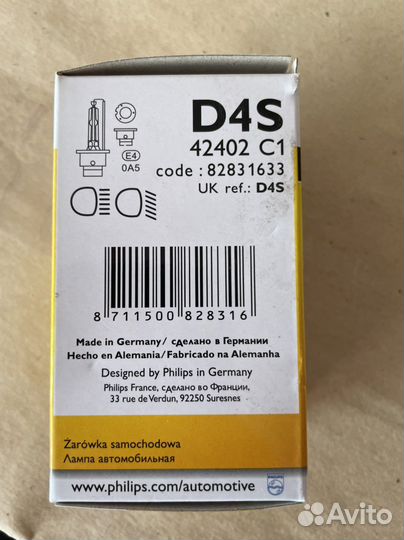 D4S
42402 C1
code : 82831633
UK ref.: D4S
E4
0A5
8 711500 828316
Made in Germany/ сделано в Германии
Hecho en Alemania/Fabricado na Alemanha
Designed by Philips in Germany
Philips France, сделано во Франции,
33 rue de Verdun, 92250 Suresnes
Żarówka samochodowa
Лампа автомобильная
www.philips.com/automotive
Avito